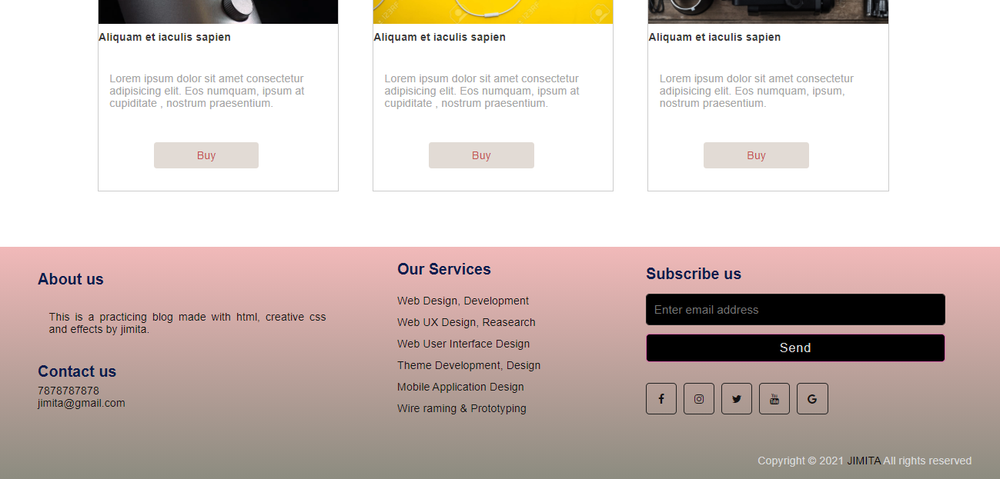 123RF
Aliquam et iaculis sapien
Lorem ipsum dolor sit amet consectetur
adipisicing elit. Eos numquam, ipsum at
cupiditate , nostrum praesentium.
Buy
Aliquam et iaculis sapien
Lorem ipsum dolor sit amet consectetur
adipisicing elit. Eos numquam, ipsum at
cupiditate , nostrum praesentium.
Buy
Aliquam et iaculis sapien
Lorem ipsum dolor sit amet consectetur
adipisicing elit. Eos numquam, ipsum,
nostrum praesentium.
Buy
About us
This is a practicing blog made with html, creative css
and effects by jimita.
Contact us
7878787878
jimita@gmail.com
Our Services
Web Design, Development
Web UX Design, Reasearch
Web User Interface Design
Theme Development, Design
Mobile Application Design
Wire raming & Prototyping
Subscribe us
Enter email address
Send
You Tube
Copyright © 2021 JIMITA All rights reserved